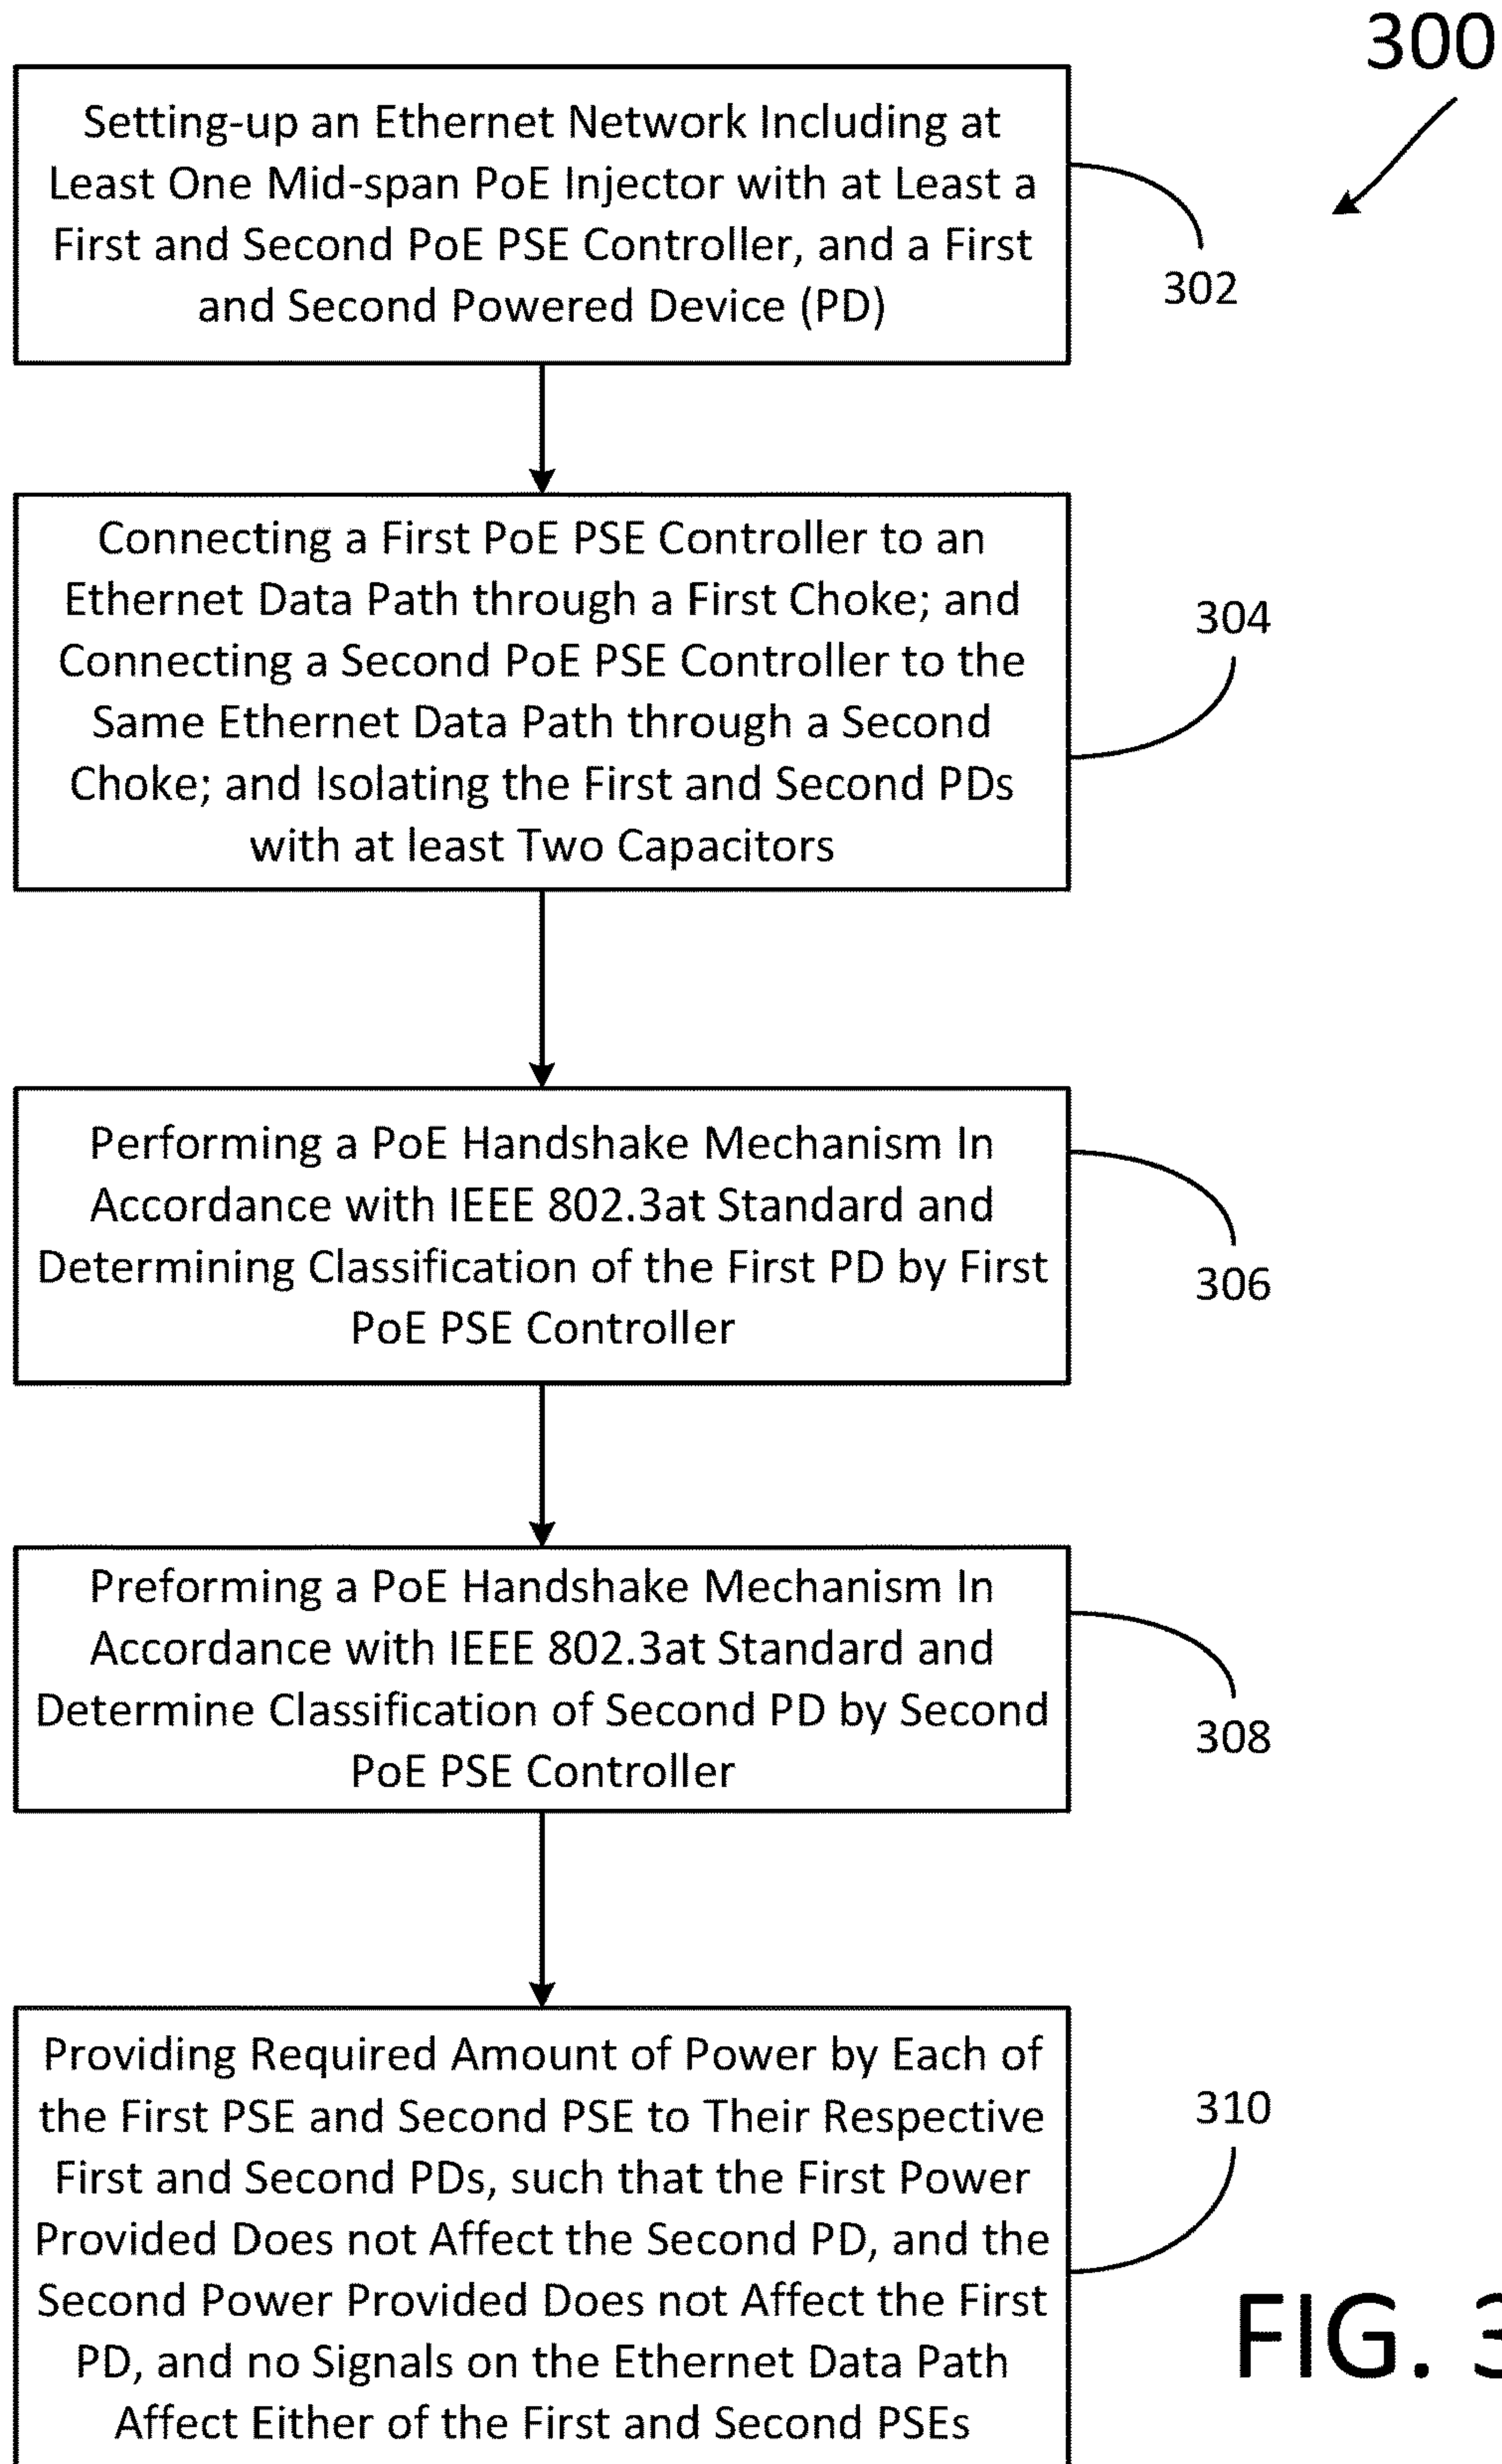 300
Setting-up an Ethernet Network Including at
Least One Mid-span PoE Injector with at Least a
First and Second PoE PSE Controller, and a First
and Second Powered Device (PD)
302
Connecting a First PoE PSE Controller to an
Ethernet Data Path through a First Choke; and
Connecting a Second PoE PSE Controller to the
Same Ethernet Data Path through a Second
Choke; and Isolating the First and Second PDs
with at least Two Capacitors
304
Performing a PoE Handshake Mechanism In
Accordance with IEEE 802.3at Standard and
Determining Classification of the First PD by First
PoE PSE Controller
306
Preforming a PoE Handshake Mechanism In
Accordance with IEEE 802.3at Standard and
Determine Classification of Second PD by Second
PoE PSE Controller
308
Providing Required Amount of Power by Each of
the First PSE and Second PSE to Their Respective
First and Second PDs, such that the First Power
Provided Does not Affect the Second PD, and the
Second Power Provided Does not Affect the First
PD, and no Signals on the Ethernet Data Path
Affect Either of the First and Second PSEs
310
FIG. 3